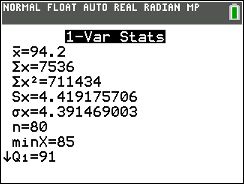 NORMAL FLOAT AUTO REAL RADIAN MP
1-Var Stats
x̄=94.2
Σx=7536
Σx²=711434
Sx=4.419175706
σx=4.391469003
n=80
minX=85
↓Q₁=91